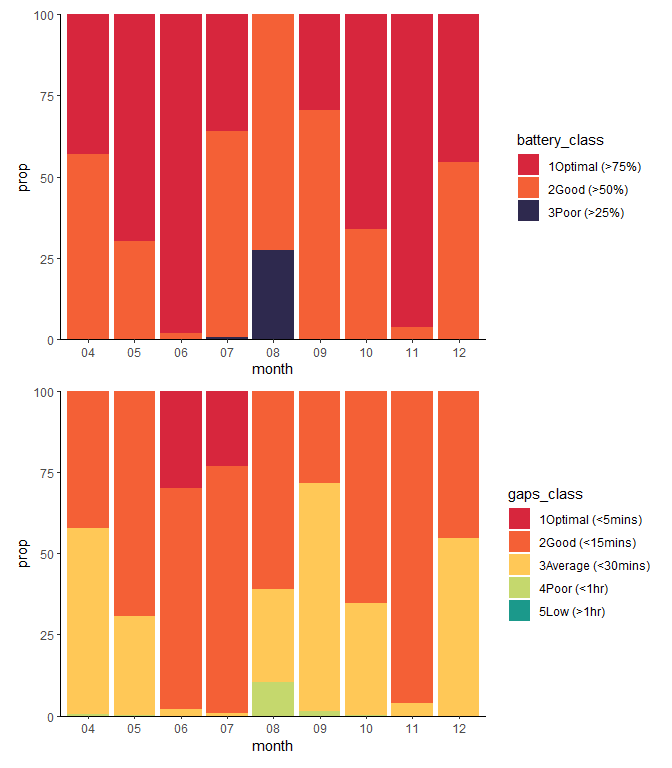 100
75
50
25
0
prop
04 05 06 07 08 09 10 11 12
month
battery_class
1Optimal (>75%)
2Good (>50%)
3Poor (>25%)
100
75
50
25
0
prop
04 05 06 07 08 09 10 11 12
month
gaps_class
1Optimal (<5mins)
2Good (<15mins)
3Average (<30mins)
4Poor (<1hr)
5Low (>1hr)